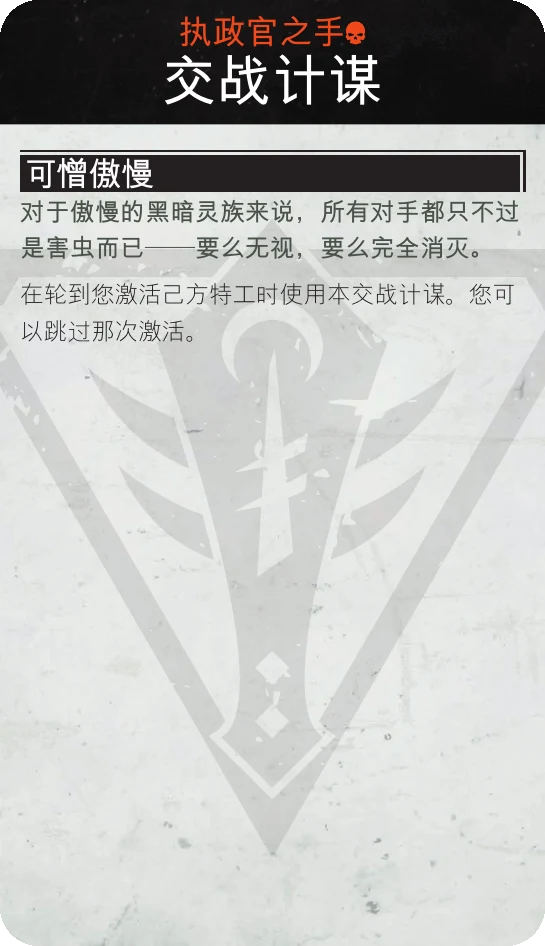 执政官之手
交战计谋
可憎傲慢
对于傲慢的黑暗灵族来说，所有对手都只不过
是害虫而已——要么无视，要么完全消灭。
在轮到您激活己方特工时使用本交战计谋。您可
以跳过那次激活。